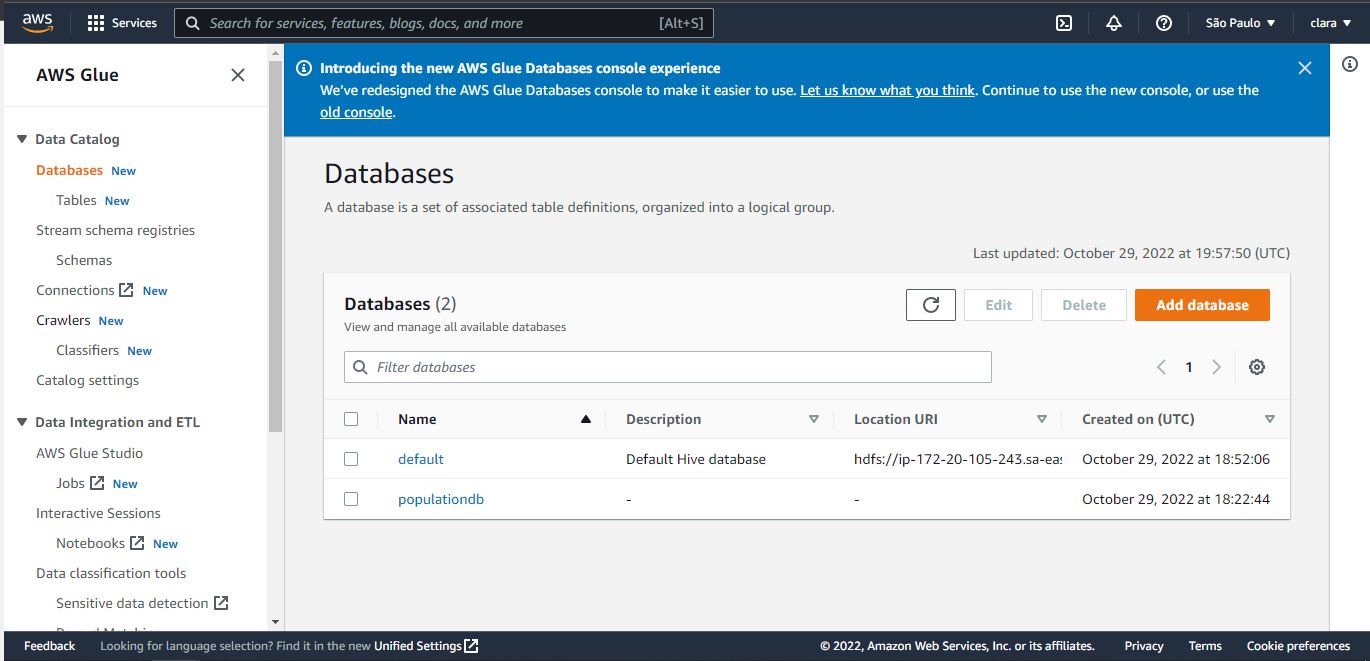 aws
Services
Search for services, features, blogs, docs, and more
[Alt+S]
São Paulo
clara
AWS Glue
Data Catalog
Databases New
Tables New
Stream schema registries
Schemas
Connections New
Crawlers New
Classifiers New
Catalog settings
Data Integration and ETL
AWS Glue Studio
Jobs New
Interactive Sessions
Notebooks New
Data classification tools
Sensitive data detection
Introducing the new AWS Glue Databases console experience
We've redesigned the AWS Glue Databases console to make it easier to use. Let us know what you think. Continue to use the new console, or use the
old console.
Databases
A database is a set of associated table definitions, organized into a logical group.
Last updated: October 29, 2022 at 19:57:50 (UTC)
Databases (2)
View and manage all available databases
Edit
Delete
Add database
Filter databases
1
Name Description Location URI Created on (UTC)
default Default Hive database hdfs://ip-172-20-105-243.sa-eas October 29, 2022 at 18:52:06
populationdb - - October 29, 2022 at 18:22:44
Feedback
Looking for language selection? Find it in the new Unified Settings
© 2022, Amazon Web Services, Inc. or its affiliates.
Privacy
Terms
Cookie preferences